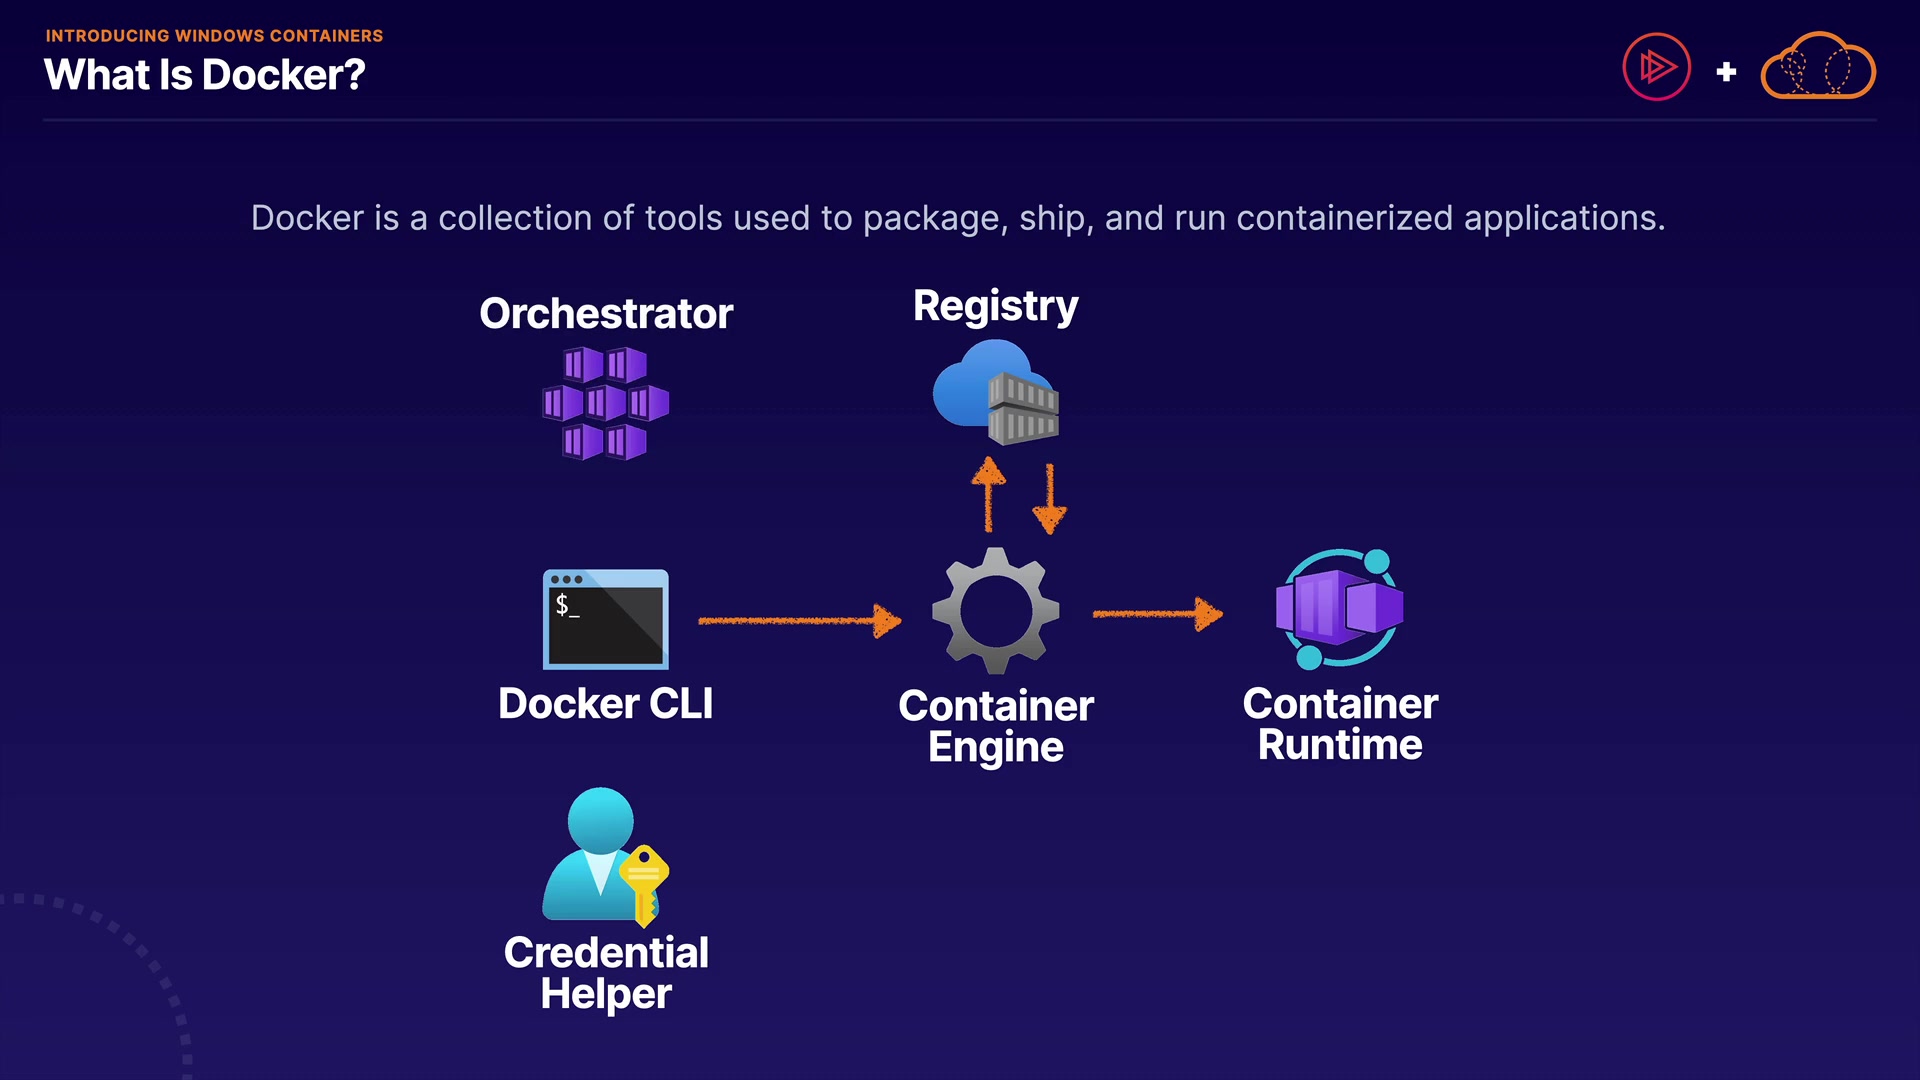 INTRODUCING WINDOWS CONTAINERS
What Is Docker?
Docker is a collection of tools used to package, ship, and run containerized applications.
Orchestrator
Registry
$_
Docker CLI
Container
Engine
Container
Runtime
Credential
Helper